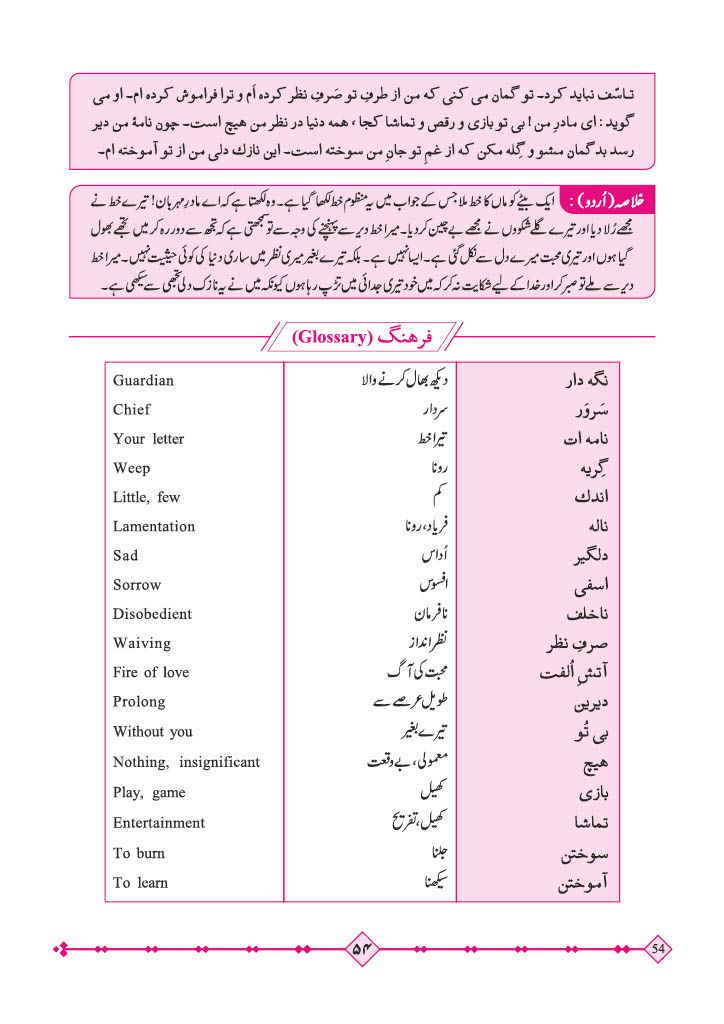 تاسّف نباید کرد۔ تو گمان می کنی که من از طرفِ تو صَرفِ نظر کرده اَم و ترا فراموش کرده ام۔ او می
گوید : ای مادرِ من ! بی تو بازی و رقص و تماشا کجا ، همه دنیا در نظر من هیچ است۔ چون نامۀ من دیر
رسد بدگمان مشو و گِله مکن که از غمِ تو جانِ من سوخته است۔ این نازك دلی من از تو آموخته ام۔
خلاصہ (اُردو) : ایک بیٹے کو ماں کا خط ملا جس کے جواب میں یہ منظوم خط لکھا گیا ہے۔ وہ لکھتا ہے کہ اے مادرِ مہربان! تیرے خط نے
مجھے رُلا دیا اور تیرے گلے شکووں نے مجھے بے چین کردیا۔ میرا خط دیر سے پہنچنے کی وجہ سے تو سمجھتی ہے کہ تجھ سے دور رہ کر میں تجھے بھول
گیا ہوں اور تیری محبت میرے دل سے نکل گئی ہے۔ ایسا نہیں ہے۔ بلکہ تیرے بغیر میری نظر میں ساری دنیا کی کوئی حیثیت نہیں۔ میرا خط
دیر سے ملے تو صبر کر اور خدا کے لیے شکایت نہ کر کہ میں خود تیری جدائی میں تڑپ رہا ہوں کیونکہ میں نے یہ نازک دلی تجھی سے سیکھی ہے۔
فرهنگ (Glossary)
نگه دار دیکھ بھال کرنے والا Guardian
سَروَر سردار Chief
نامه ات تیرا خط Your letter
گِریه رونا Weep
اندك کم Little, few
ناله فریاد، رونا Lamentation
دلگیر اُداس Sad
اسفی افسوس Sorrow
ناخلف نافرمان Disobedient
صرفِ نظر نظر انداز Waiving
آتشِ اُلفت محبت کی آگ Fire of love
دیرین طویل عرصے سے Prolong
بی تُو تیرے بغیر Without you
هیچ معمولی، بے وقعت Nothing, insignificant
بازی کھیل Play, game
تماشا کھیل، تفریح Entertainment
سوختن جلنا To burn
آموختن سیکھنا To learn
۵۴ 54